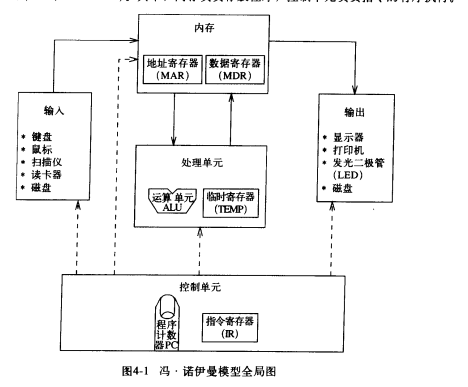 内存
地址寄存器
(MAR)
数据寄存器
(MDR)
输入
* 键盘
* 鼠标
* 扫描仪
* 读卡器
* 磁盘
输出
* 显示器
* 打印机
* 发光二极管
(LED)
* 磁盘
处理单元
运算单元
ALU
临时寄存器
(TEMP)
控制单元
程序
计数
器PC
指令寄存器
(IR)
图4-1 冯·诺伊曼模型全局图